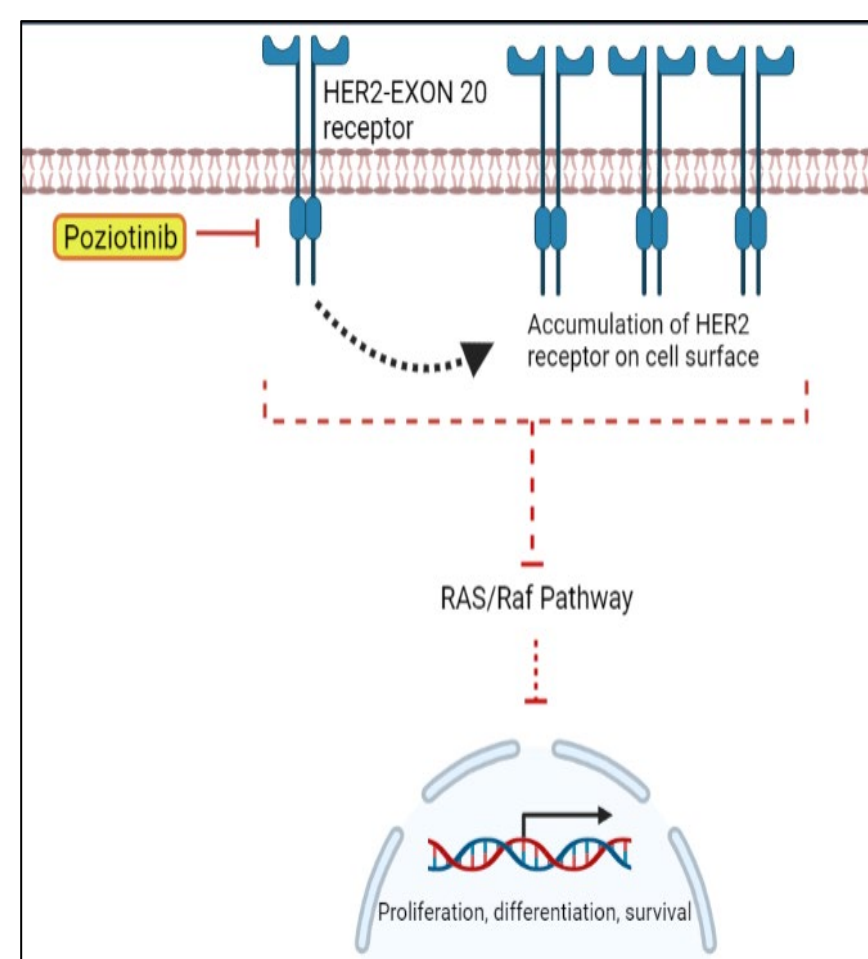 HER2-EXON 20
receptor
Poziotinib
Accumulation of HER2
receptor on cell surface
RAS/Raf Pathway
Proliferation, differentiation, survival